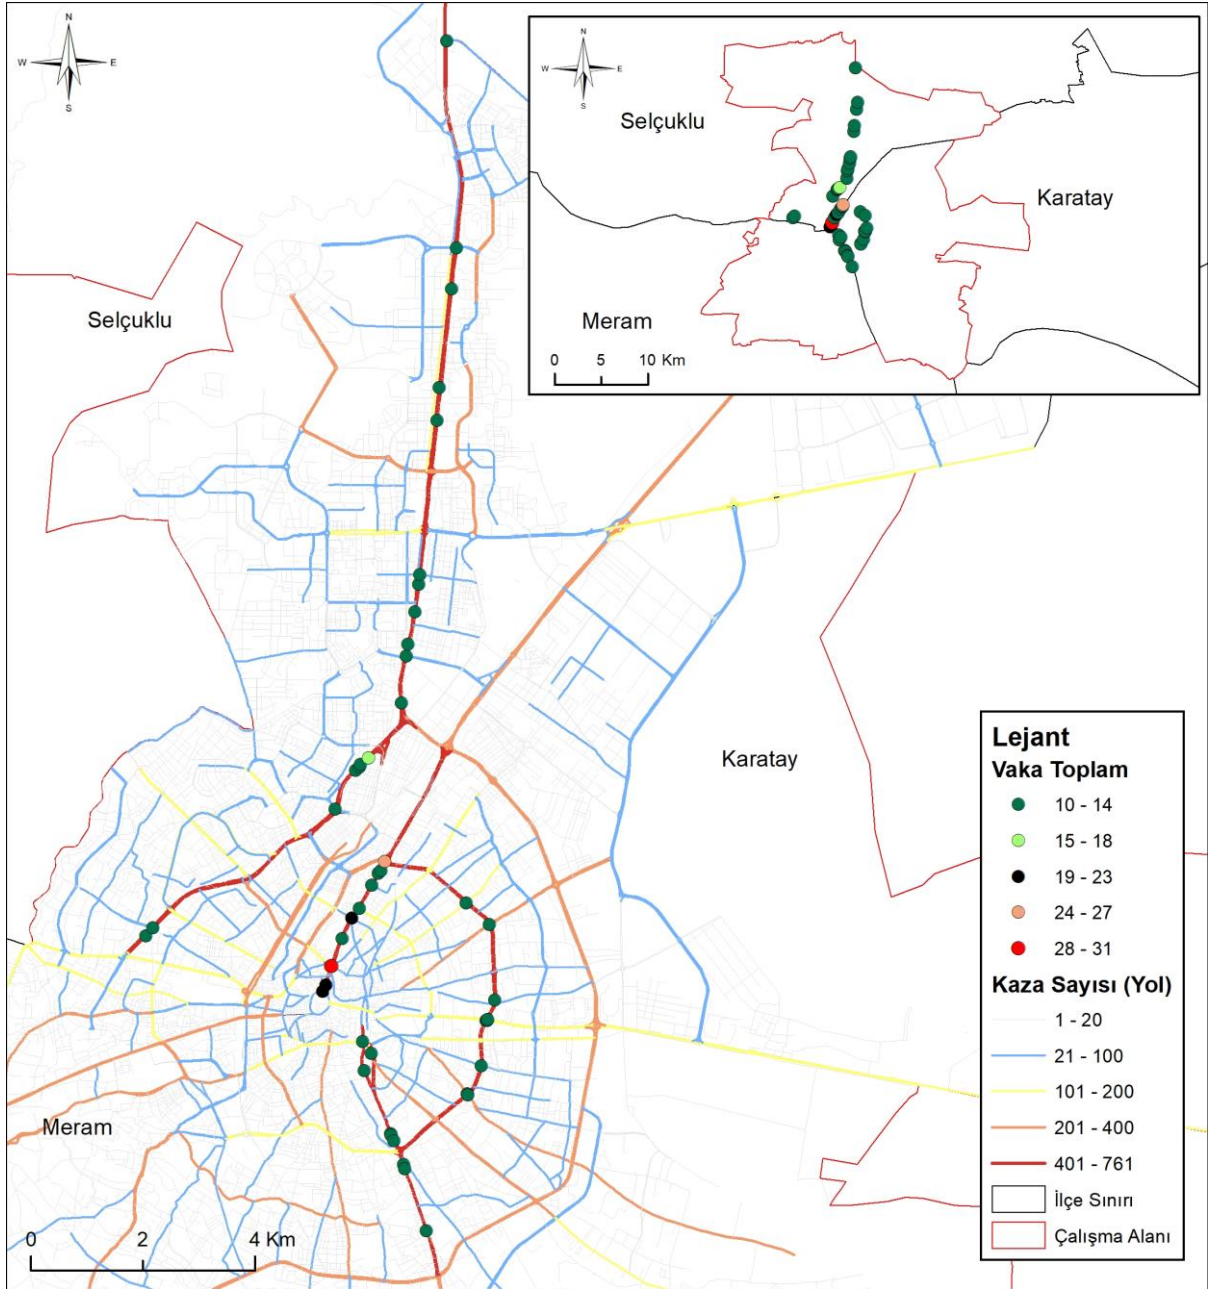 N
W
E
S
N
W
E
S
Selçuklu
Karatay
Meram
0 5 10 Km
Selçuklu
Karatay
Meram
0 2 4 Km
Lejant
Vaka Toplam
10 - 14
15 - 18
19 - 23
24 - 27
28 - 31
Kaza Sayısı (Yol)
1 - 20
21 - 100
101 - 200
201 - 400
401 - 761
İlçe Sınırı
Çalışma Alanı